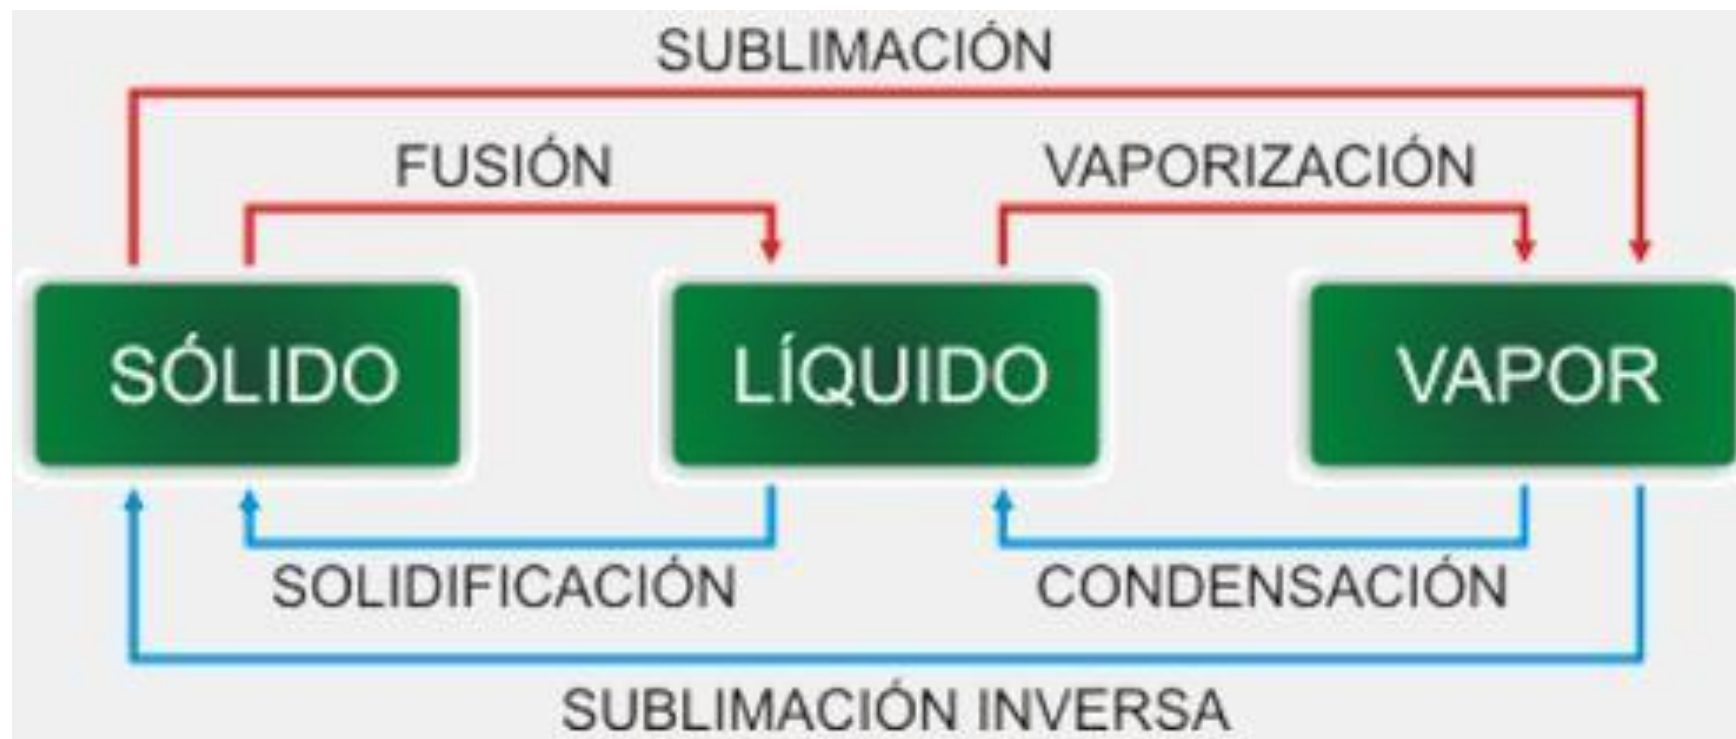 SUBLIMACIÓN
FUSIÓN
VAPORIZACIÓN
SÓLIDO
LÍQUIDO
VAPOR
SOLIDIFICACIÓN
CONDENSACIÓN
SUBLIMACIÓN INVERSA